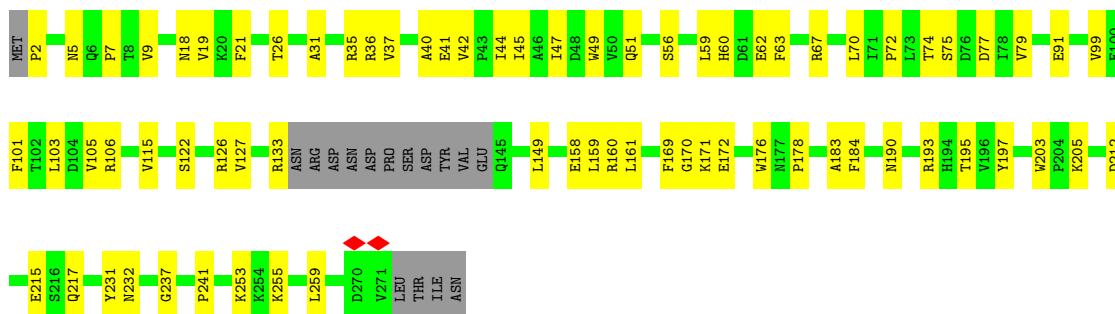 MET P2 N5 Q6 P7 T8 V9 N18 V19 K20 F21 T26 A31 R35 R36 V37 A40 E41 V42 P43 I44 I45 A46 I47 D48 W49 V50 Q51 S56 L59 H60 D61 E62 F63 R67 L70 I71 P72 L73 T74 S75 D76 D77 I78 V79 E91 V99
F101 T102 L103 D104 V105 R106 V115 S122 R126 V127 R133 ASN ARG ASP ASN ASP PRO SER ASP TYR VAL GLU Q145 L149 E158 L159 R160 L161 F169 G170 K171 E172 W176 N177 P178 A183 F184 N190 R193 H194 T195 V196 Y197 W203 P204 K205
E215 S216 Q217 Y231 N232 G237 P241 K253 K254 K255 L259 D270 V271 LEU THR ILE ASN